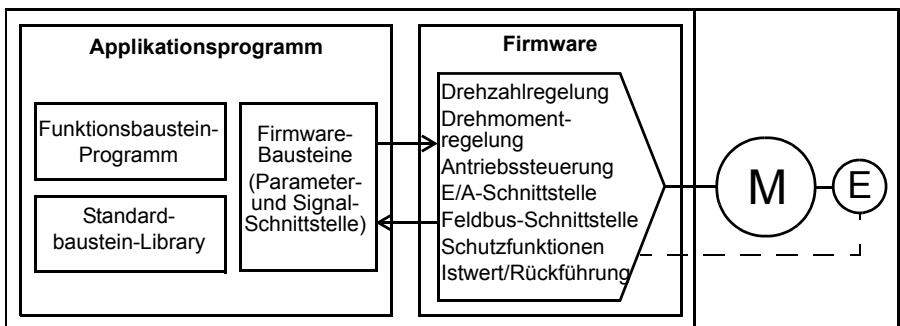 Applikationsprogramm
Funktionsbaustein-
Programm
Standard-
baustein-Library
Firmware-
Bausteine
(Parameter-
und Signal-
Schnittstelle)
Firmware
Drehzahlregelung
Drehmoment-
regelung
Antriebssteuerung
E/A-Schnittstelle
Feldbus-Schnittstelle
Schutzfunktionen
Istwert/Rückführung
M
E